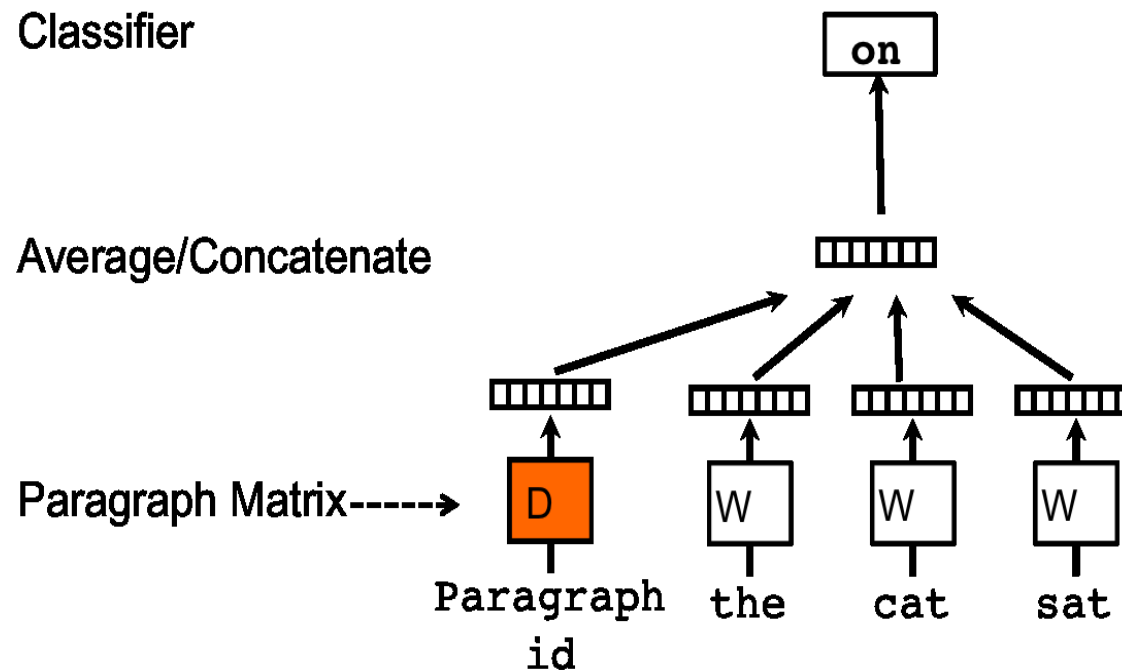 Classifier
on
Average/Concatenate
Paragraph Matrix
D
W
W
W
Paragraph
id
the
cat
sat